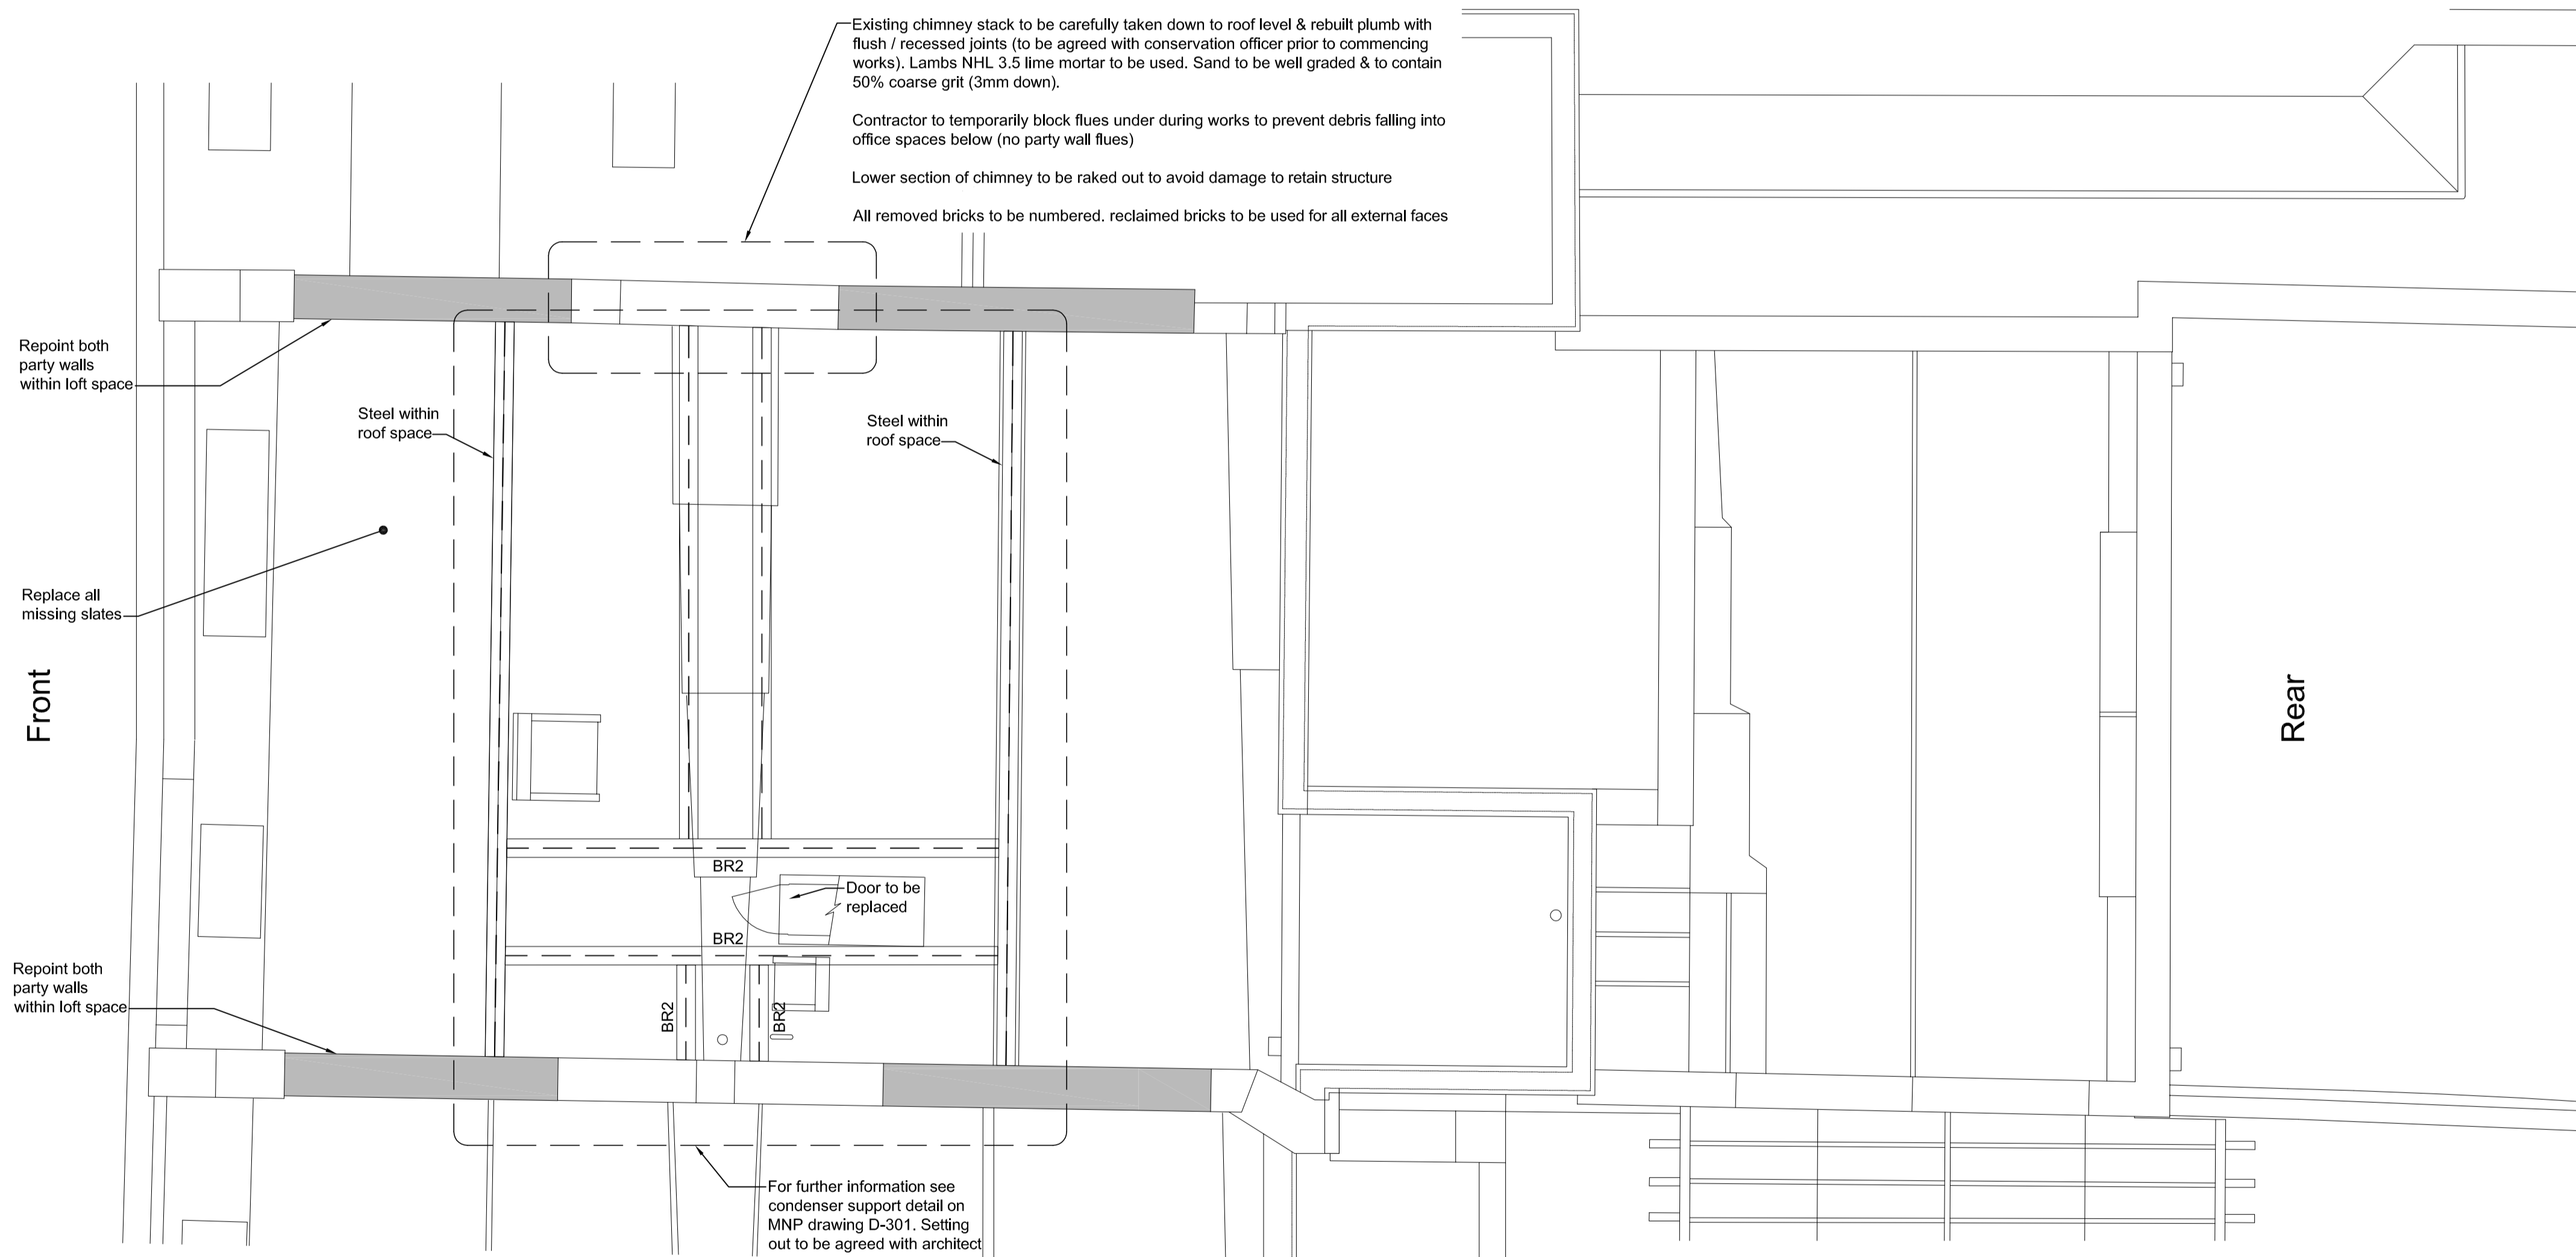 Existing chimney stack to be carefully taken down to roof level & rebuilt plumb with
flush / recessed joints (to be agreed with conservation officer prior to commencing
works). Lambs NHL 3.5 lime mortar to be used. Sand to be well graded & to contain
50% coarse grit (3mm down).
Contractor to temporarily block flues under during works to prevent debris falling into
office spaces below (no party wall flues)
Lower section of chimney to be raked out to avoid damage to retain structure
All removed bricks to be numbered. reclaimed bricks to be used for all external faces
Repoint both
party walls
within loft space
Steel within
roof space
Steel within
roof space
Replace all
missing slates
Front
Rear
BR2
Door to be
replaced
BR2
Repoint both
party walls
within loft space
BR2
BR2
For further information see
condenser support detail on
MNP drawing D-301. Setting
out to be agreed with architect